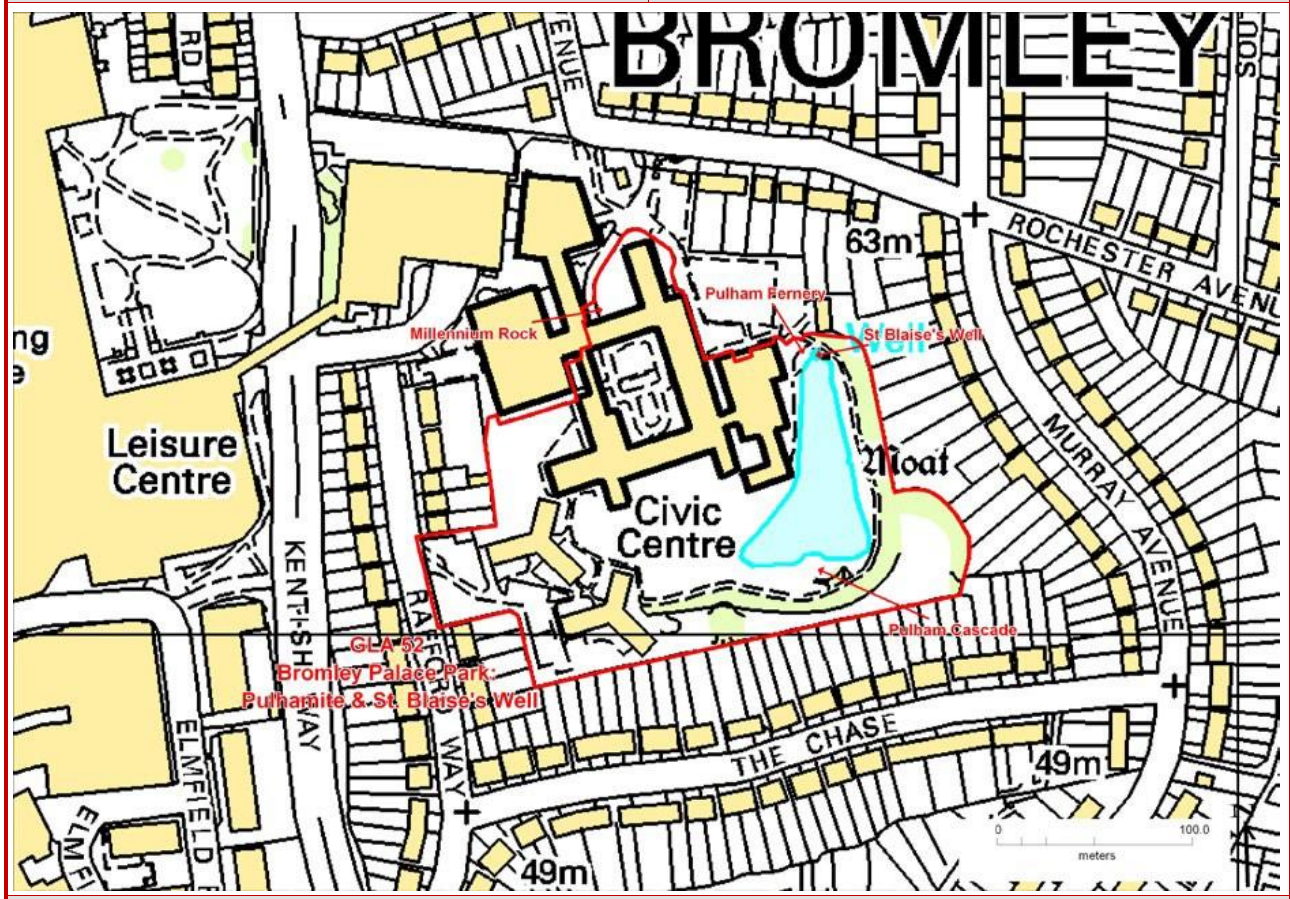 BROMLEY
RD
ENUE
SOU
63m
ROCHESTER AVENU
Pulham Fernery
Millennium Rock
Well
St Blaise's Well
ng
e
Leisure
Centre
Moat
MURRAY AVENUE
Civic
Centre
KENTISH WAY
RAFFORD WAY
Pulham Cascade
GLA 52
Bromley Palace Park:
Pulhamite & St. Blaise's Well
ELMFIELD
THE CHASE
49m
ELMFI
49m
0 100.0
meters